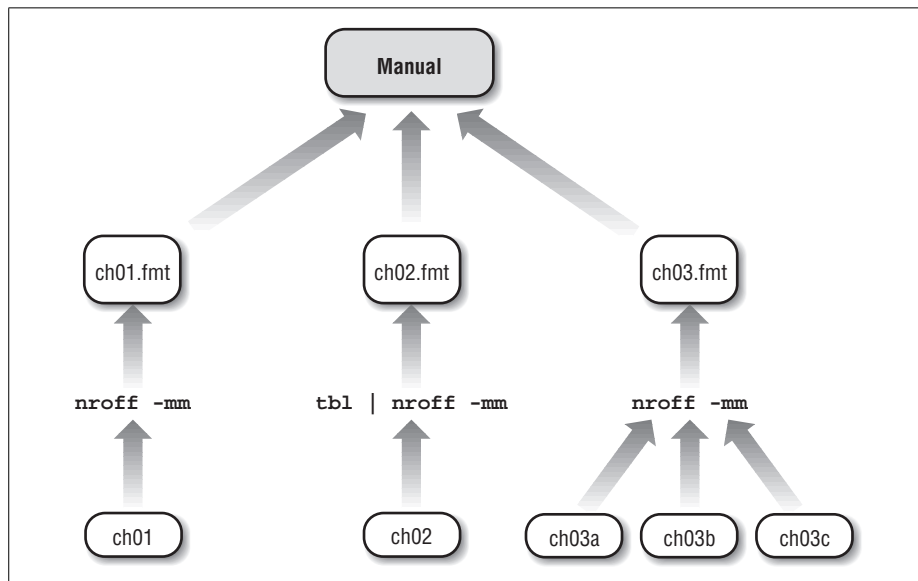 Manual
ch01.fmt
ch02.fmt
ch03.fmt
nroff -mm
tbl | nroff -mm
nroff -mm
ch01
ch02
ch03a
ch03b
ch03c